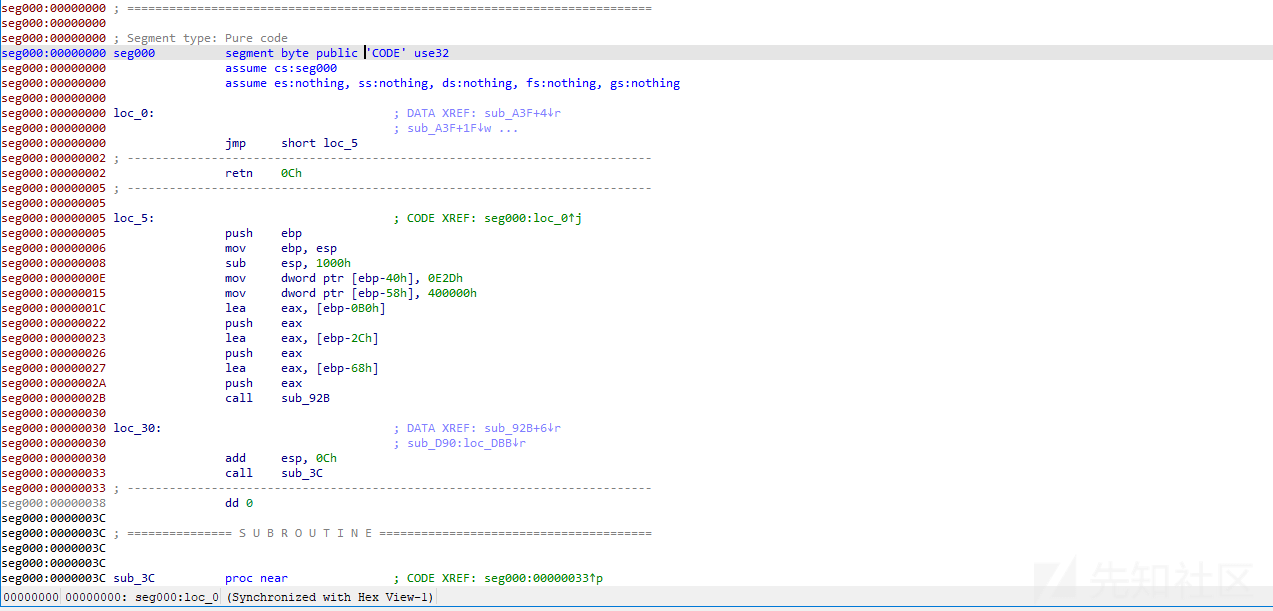 seg000:00000000 ; ===========================================================================
seg000:00000000
seg000:00000000 ; Segment type: Pure code
seg000:00000000 seg000          segment byte public 'CODE' use32
seg000:00000000                 assume cs:seg000
seg000:00000000                 assume es:nothing, ss:nothing, ds:nothing, fs:nothing, gs:nothing
seg000:00000000
seg000:00000000 loc_0:                                  ; DATA XREF: sub_A3F+4↓r
seg000:00000000                                         ; sub_A3F+1F↓w ...
seg000:00000000                 jmp     short loc_5
seg000:00000002 ; ---------------------------------------------------------------------------
seg000:00000002                 retn    0Ch
seg000:00000005 ; ---------------------------------------------------------------------------
seg000:00000005
seg000:00000005 loc_5:                                  ; CODE XREF: seg000:loc_0↑j
seg000:00000005                 push    ebp
seg000:00000006                 mov     ebp, esp
seg000:00000008                 sub     esp, 1000h
seg000:0000000E                 mov     dword ptr [ebp-40h], 0E2Dh
seg000:00000015                 mov     dword ptr [ebp-58h], 400000h
seg000:0000001C                 lea     eax, [ebp-0B0h]
seg000:00000022                 push    eax
seg000:00000023                 lea     eax, [ebp-2Ch]
seg000:00000026                 push    eax
seg000:00000027                 lea     eax, [ebp-68h]
seg000:0000002A                 push    eax
seg000:0000002B                 call    sub_92B
seg000:00000030
seg000:00000030 loc_30:                                 ; DATA XREF: sub_92B+6↓r
seg000:00000030                                         ; sub_D90:loc_DBB↓r
seg000:00000030                 add     esp, 0Ch
seg000:00000033                 call    sub_3C
seg000:00000033 ; ---------------------------------------------------------------------------
seg000:00000038                 dd 0
seg000:0000003C
seg000:0000003C ; =============== S U B R O U T I N E =======================================
seg000:0000003C
seg000:0000003C
seg000:0000003C sub_3C          proc near               ; CODE XREF: seg000:00000033↑p
00000000 00000000: seg000:loc_0 (Synchronized with Hex View-1)
先知社区